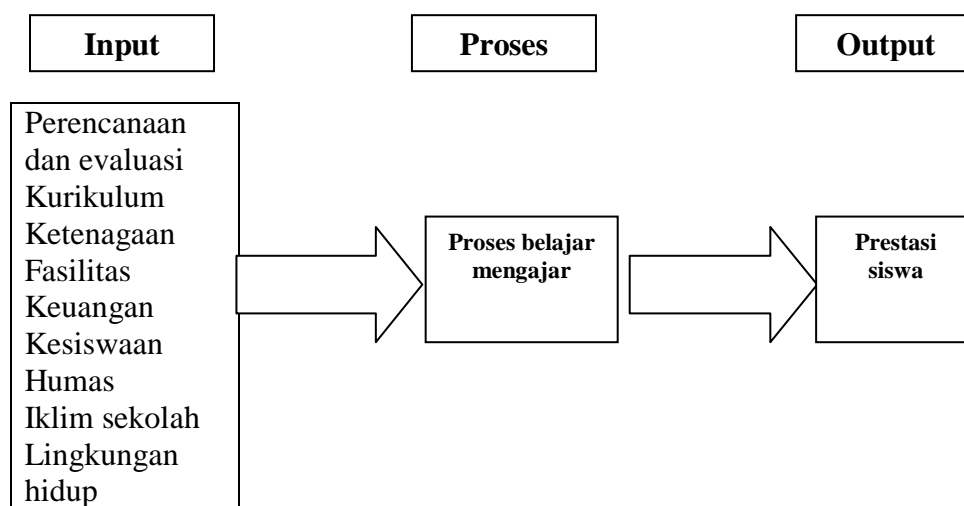 Input
Proses
Output
Perencanaan
dan evaluasi
Kurikulum
Ketenagaan
Fasilitas
Keuangan
Kesiswaan
Humas
Iklim sekolah
Lingkungan
hidup
Proses belajar
mengajar
Prestasi
siswa